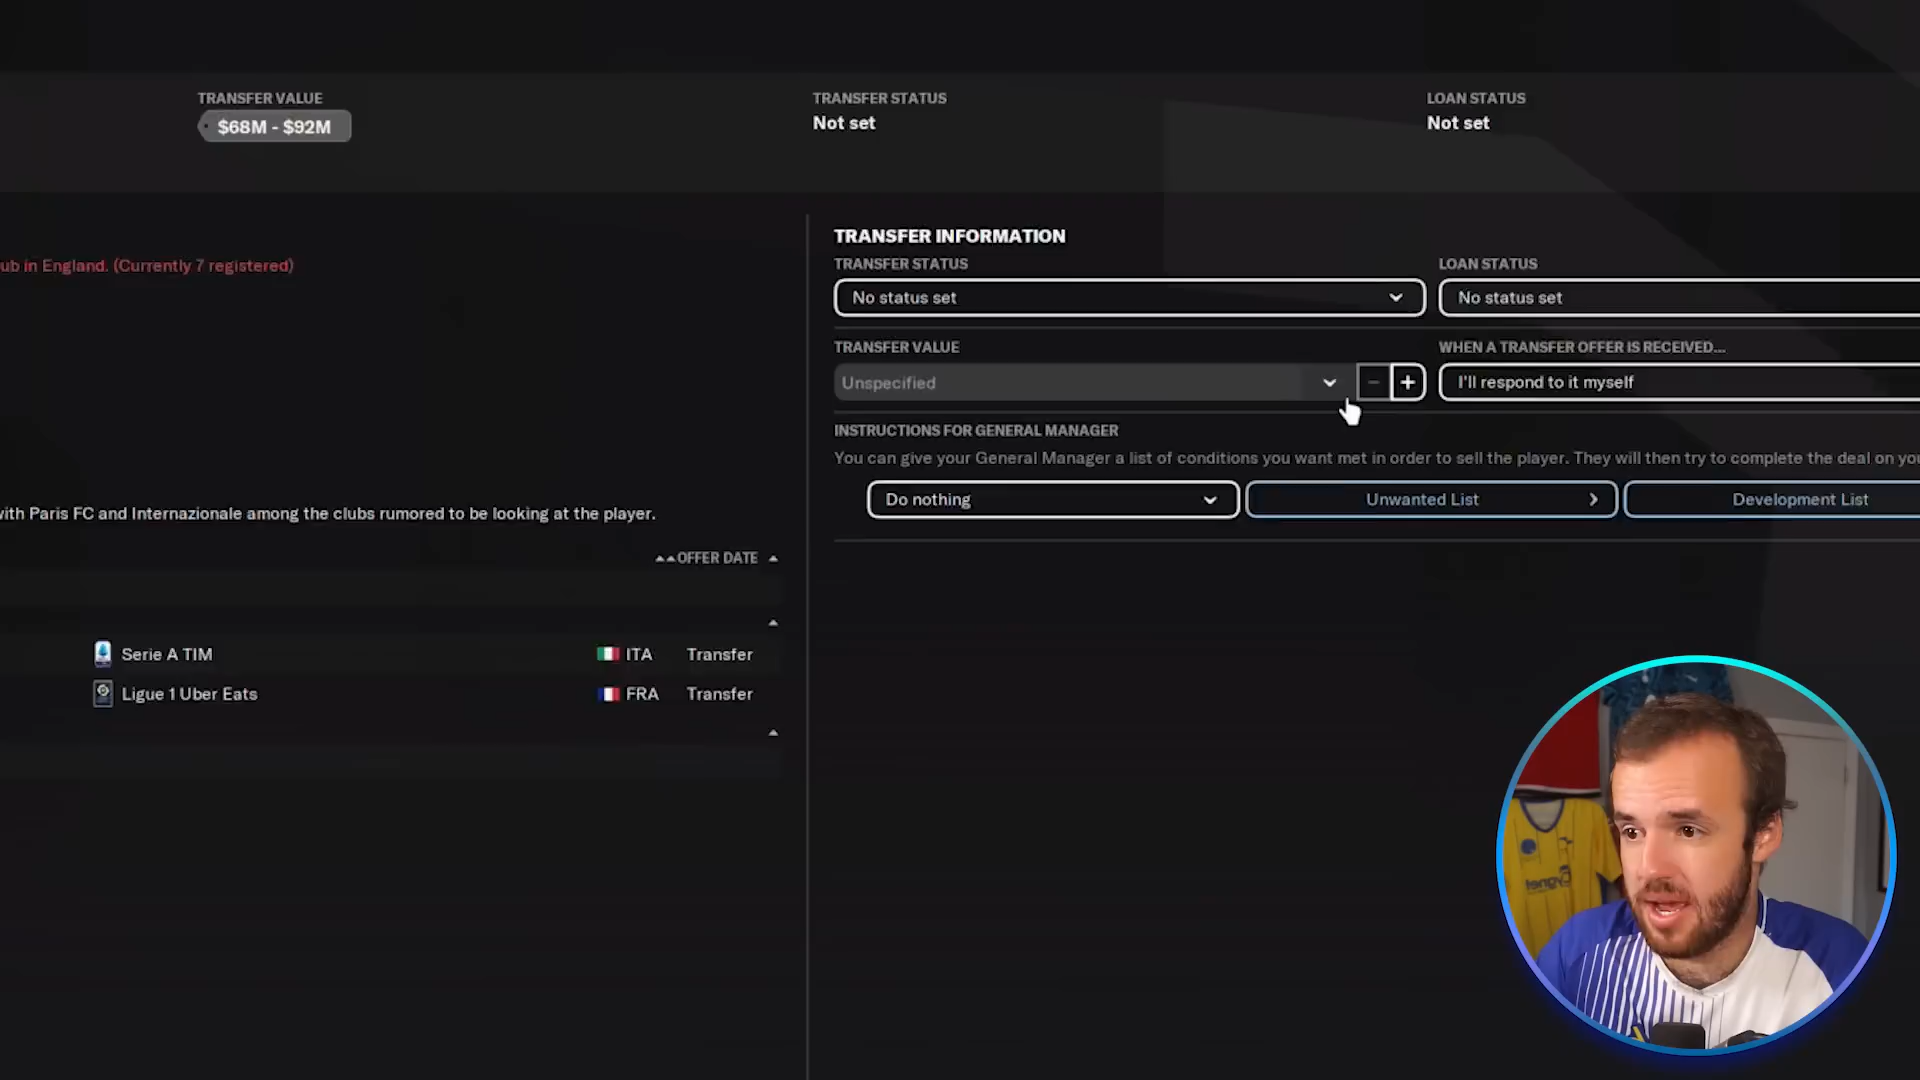 TRANSFER VALUE
$68M - $92M
TRANSFER STATUS
Not set
LOAN STATUS
Not set
ub in England. (Currently 7 registered)
TRANSFER INFORMATION
TRANSFER STATUS
No status set
LOAN STATUS
No status set
TRANSFER VALUE
Unspecified
WHEN A TRANSFER OFFER IS RECEIVED...
I'll respond to it myself
INSTRUCTIONS FOR GENERAL MANAGER
You can give your General Manager a list of conditions you want met in order to sell the player. They will then try to complete the deal on you
Do nothing
Unwanted List
Development List
with Paris FC and Internazionale among the clubs rumored to be looking at the player.
OFFER DATE
Serie A TIM
ITA
Transfer
Ligue 1 Uber Eats
FRA
Transfer